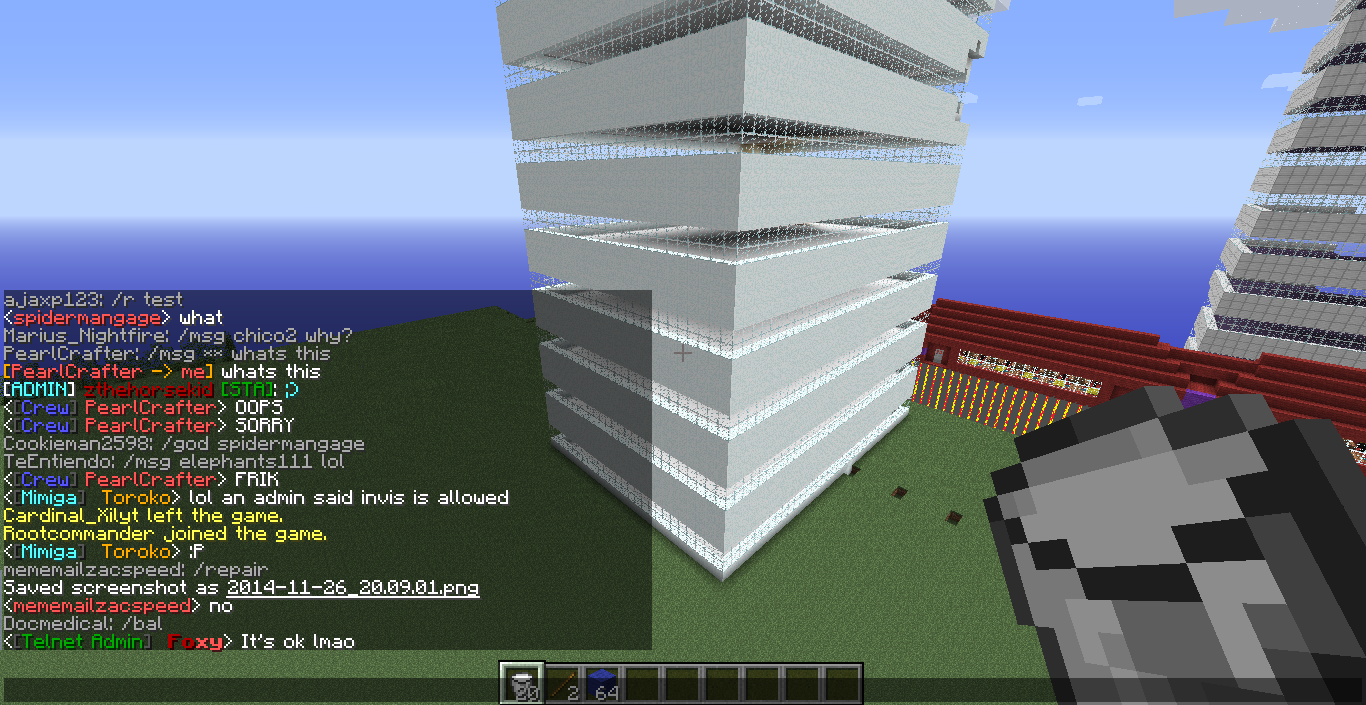 ajaxp123: /r test
<spidermangage> what
Marius_Nightfire: /msg chico3 why?
PearlCrafter: /msg ** whats this
[PearlCrafter -> me] whats this
[ADMIN] zthehorsekid [STA]: ;)
<[Crew] PearlCrafter> OOPS
<[Crew] PearlCrafter> SORRY
Cookieman2598: /god spidermangage
TeEntiendo: /msg elephants111 lol
<[Crew] PearlCrafter> FRIK
<[Mimiga] Toroko> lol an admin said invis is allowed
Cardinal_Xilyt left the game.
Rootcommander joined the game.
<[Mimiga] Toroko> :P
mememailzacspeed: /repair
Saved screenshot as 2014-11-26_20.09.01.png
<mememailzacspeed> no
Docmedical: /bal
<[Telnet Admin] Foxy> It's ok lmao
20 2 64